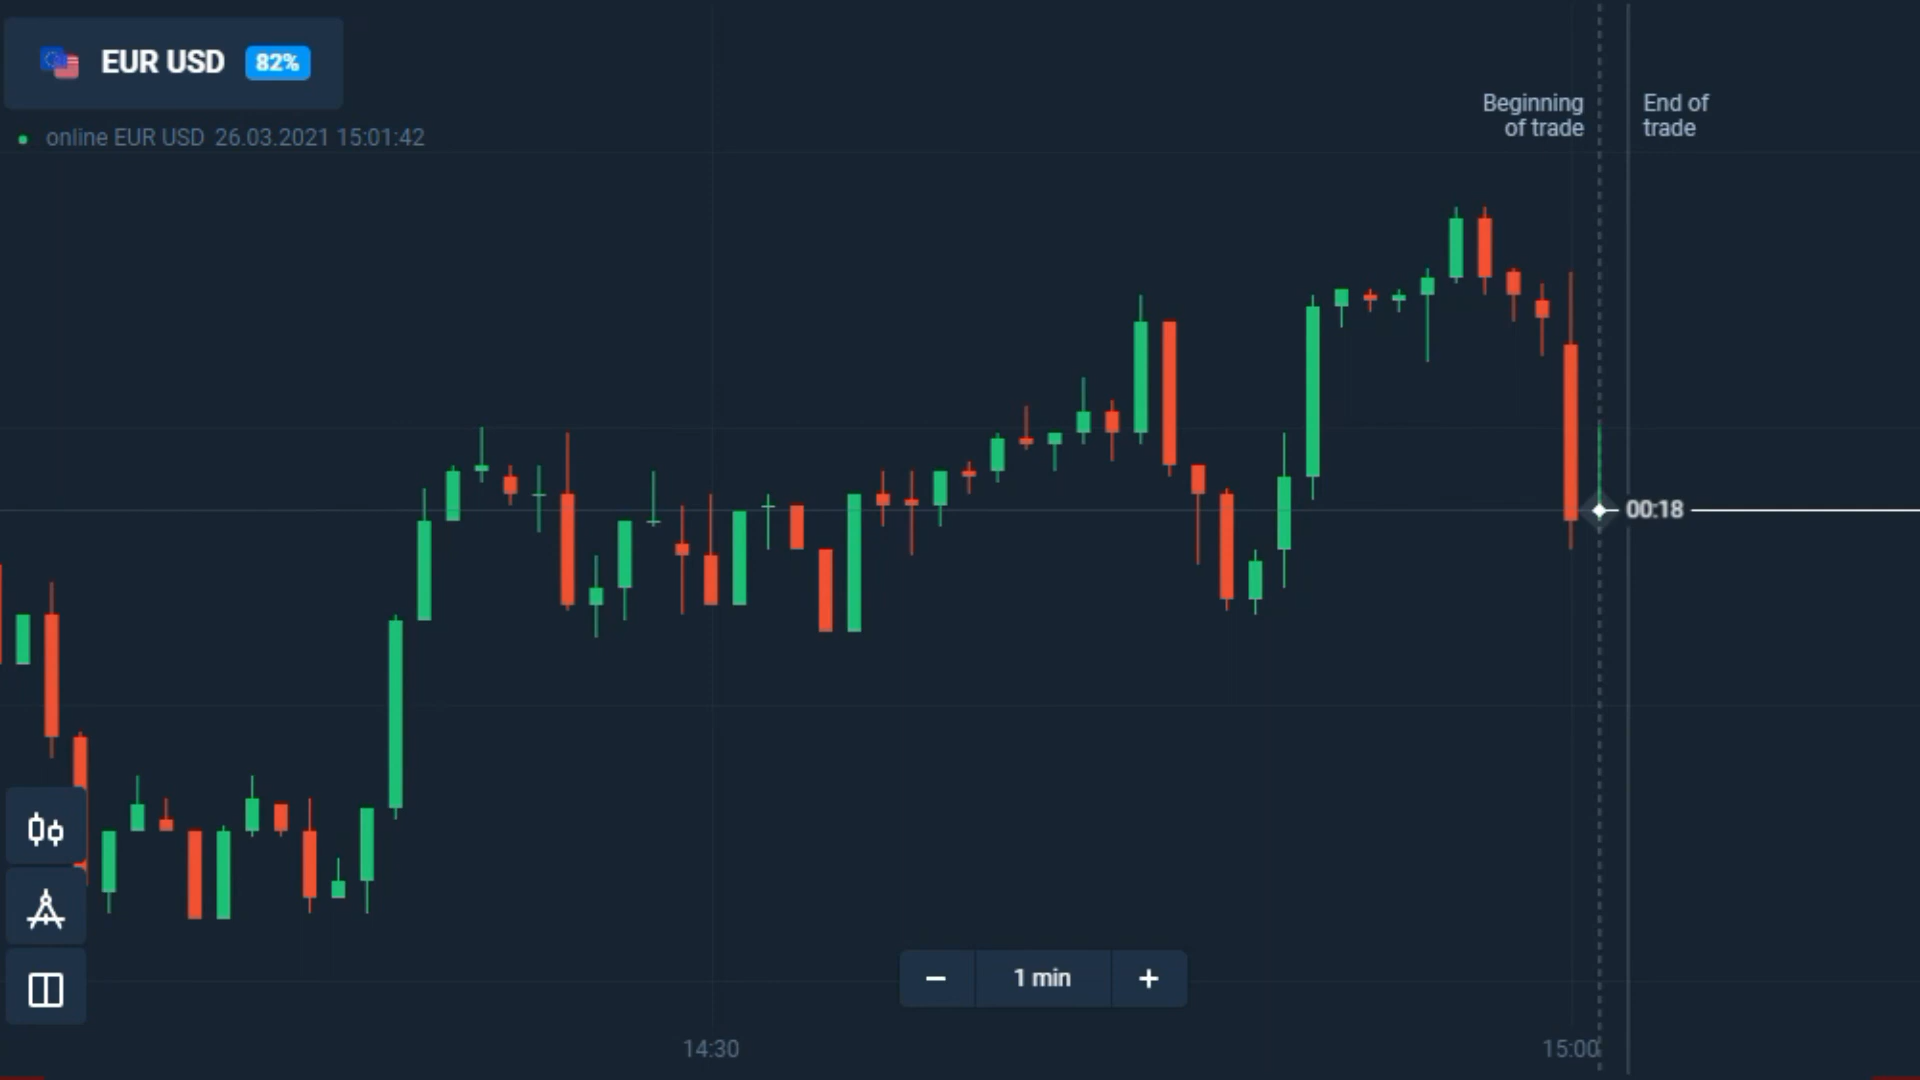 EUR USD 82%
online EUR USD 26.03.2021 15:01:42
Beginning
of trade
End of
trade
00:18
− 1 min +
14:30
15:00